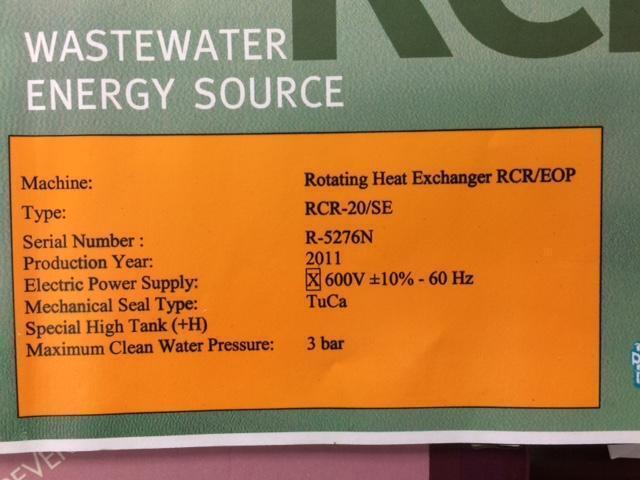 RC
WASTEWATER
ENERGY SOURCE
Machine: Rotating Heat Exchanger RCR/EOP
Type: RCR-20/SE
Serial Number : R-5276N
Production Year: 2011
Electric Power Supply: X 600V ±10% - 60 Hz
Mechanical Seal Type: TuCa
Special High Tank (+H)
Maximum Clean Water Pressure: 3 bar